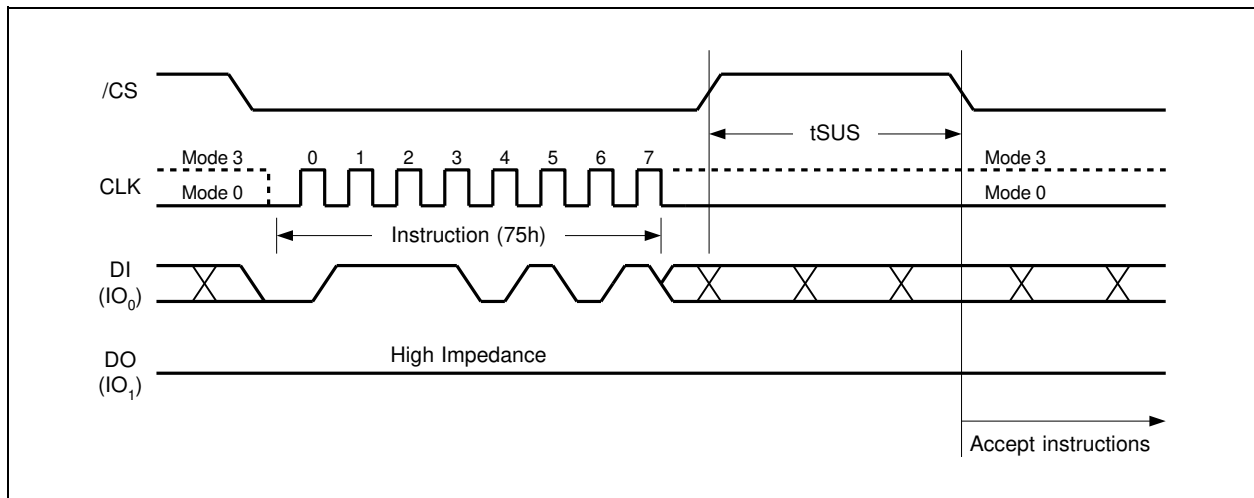 /CS
tSUS
Mode 3 0 1 2 3 4 5 6 7 Mode 3
CLK
Mode 0 Mode 0
Instruction (75h)
DI
(IO₀)
High Impedance
DO
(IO₁)
Accept instructions